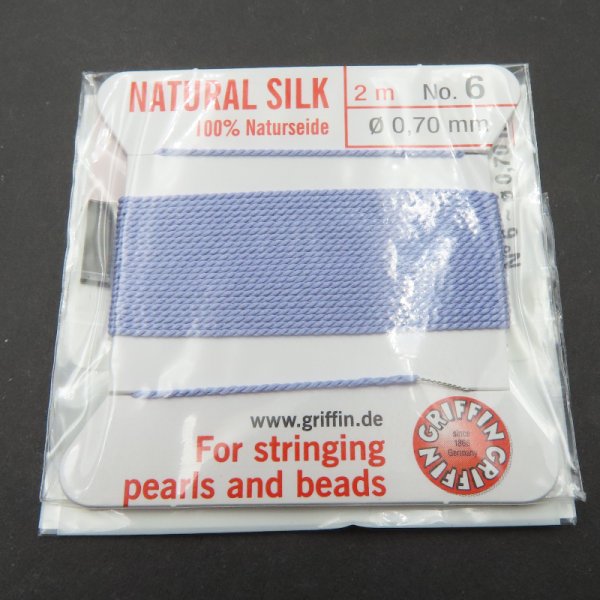 NATURAL SILK
100% Naturseide
2 m No. 6
Ø 0,70 mm
www.griffin.de
For stringing
pearls and beads
GRIFFIN GRIFFIN
since
1866
Germany